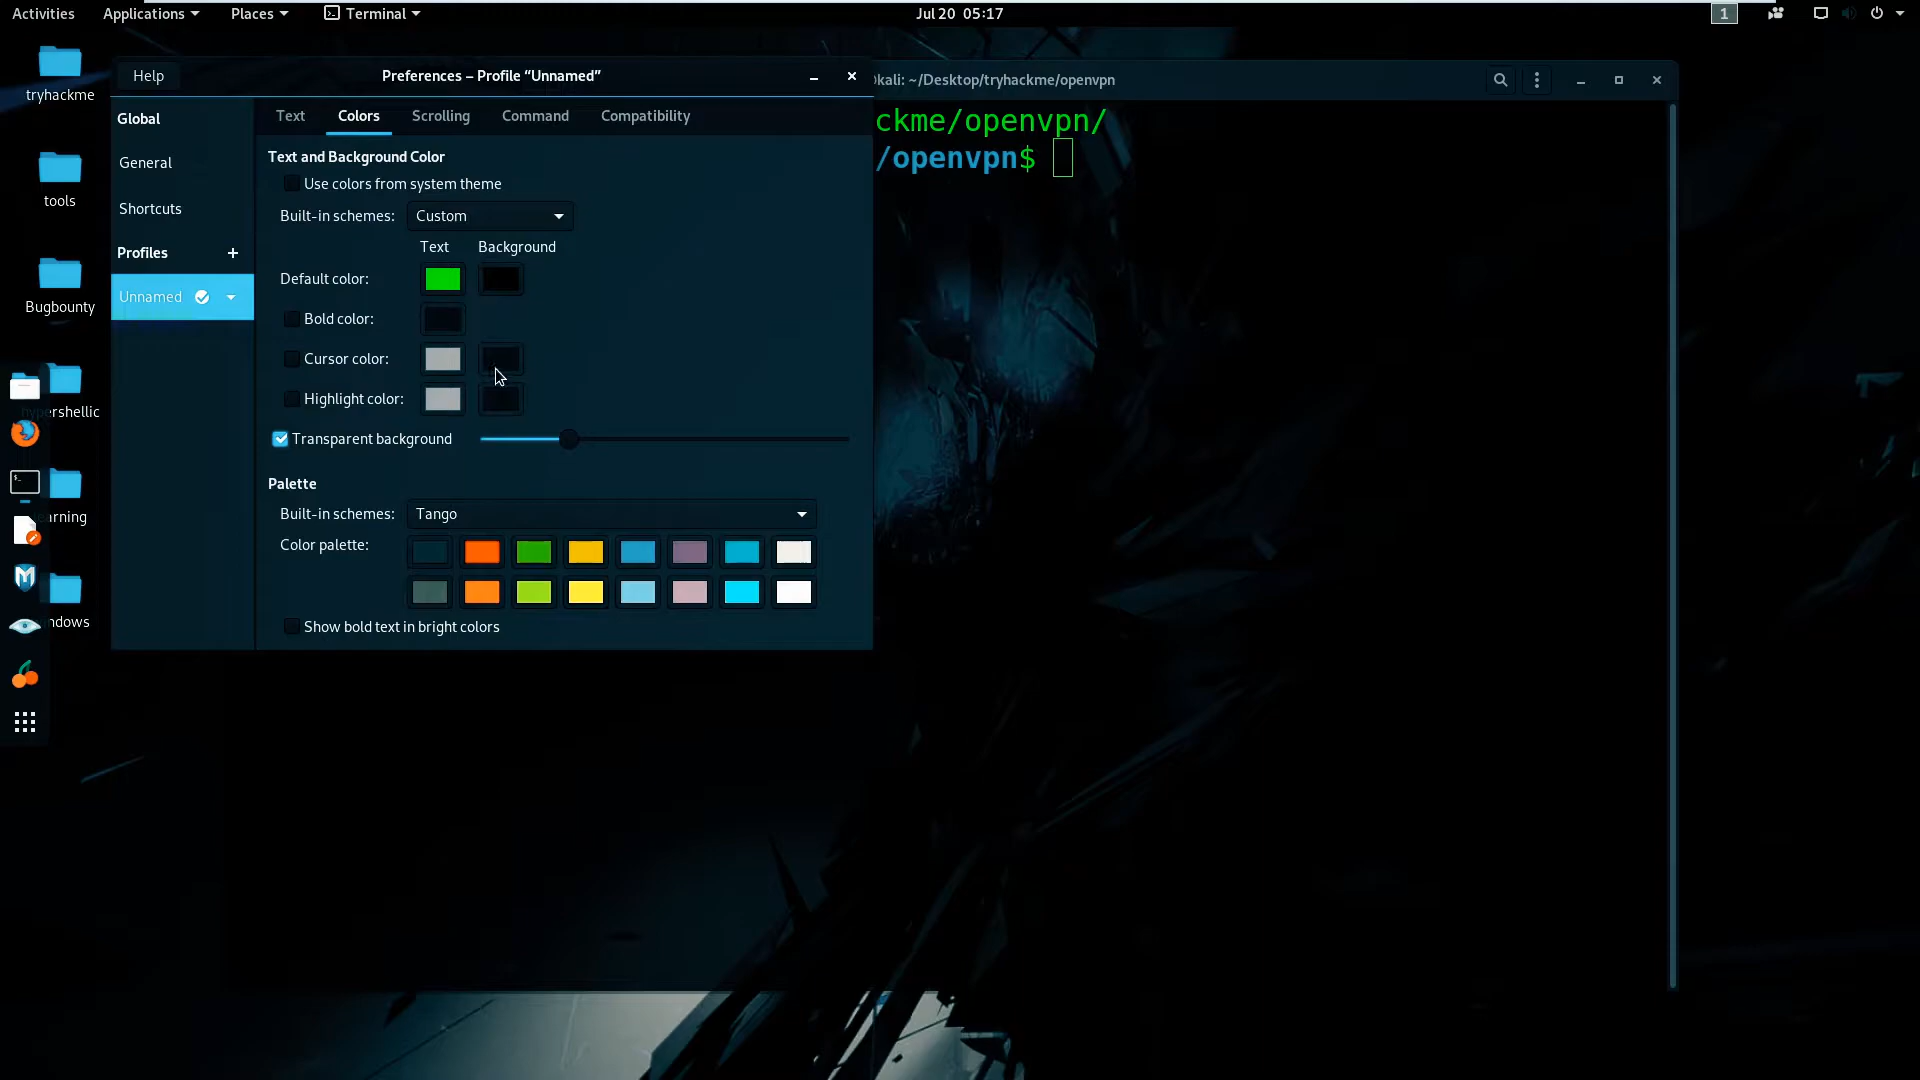 Activities Applications Places Terminal Jul 20 05:17 1
tryhackme
tools
Bugbounty
ndows
Help Preferences – Profile “Unnamed”
Global
General
Shortcuts
Profiles +
Unnamed
Text Colors Scrolling Command Compatibility
Text and Background Color
Use colors from system theme
Built-in schemes: Custom
Text Background
Default color:
Bold color:
Cursor color:
Highlight color:
Transparent background
Palette
Built-in schemes: Tango
Color palette:
Show bold text in bright colors
kali: ~/Desktop/tryhackme/openvpn
ckme/openvpn/
/openvpn$